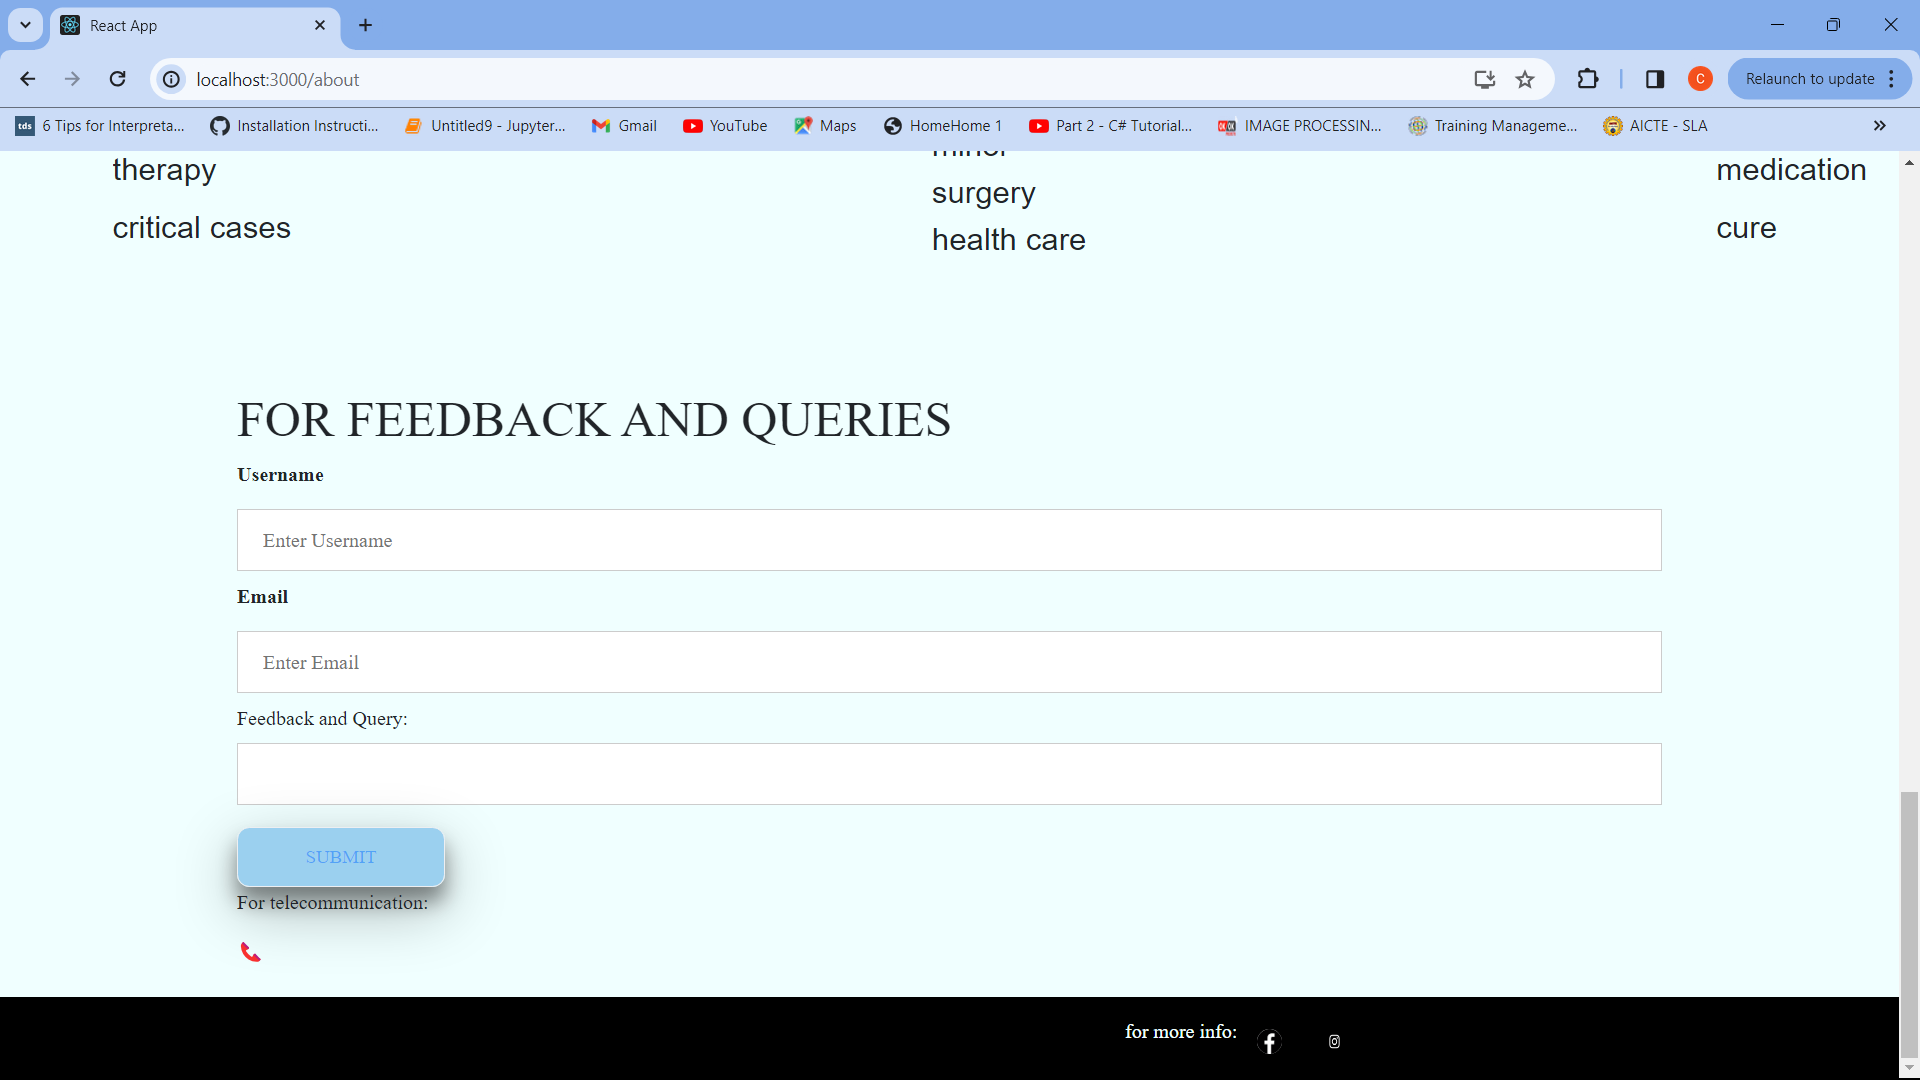 React App
localhost:3000/about
Relaunch to update
tds 6 Tips for Interpreta... Installation Instructi... Untitled9 - Jupyter... Gmail YouTube Maps HomeHome 1 Part 2 - C# Tutorial... IMAGE PROCESSIN... Training Manageme... AICTE - SLA
therapy
critical cases
minor
surgery
health care
medication
cure
FOR FEEDBACK AND QUERIES
Username
Enter Username
Email
Enter Email
Feedback and Query:
SUBMIT
For telecommunication:
for more info: